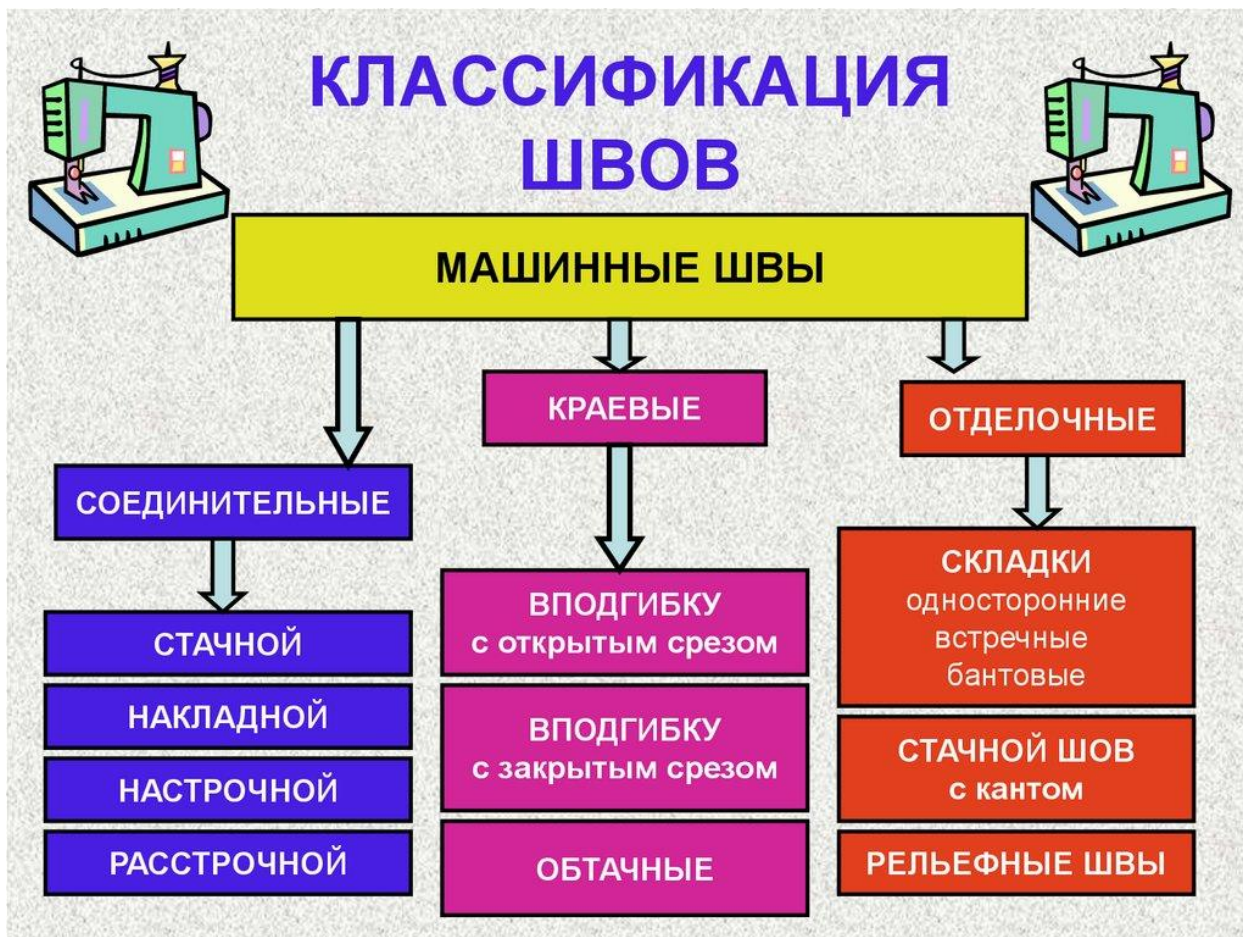 КЛАССИФИКАЦИЯ
ШВОВ
МАШИННЫЕ ШВЫ
СОЕДИНИТЕЛЬНЫЕ
СТАЧНОЙ
НАКЛАДНОЙ
НАСТРОЧНОЙ
РАССТРОЧНОЙ
КРАЕВЫЕ
ВПОДГИБКУ
с открытым срезом
ВПОДГИБКУ
с закрытым срезом
ОБТАЧНЫЕ
ОТДЕЛОЧНЫЕ
СКЛАДКИ
односторонние
встречные
бантовые
СТАЧНОЙ ШОВ
с кантом
РЕЛЬЕФНЫЕ ШВЫ